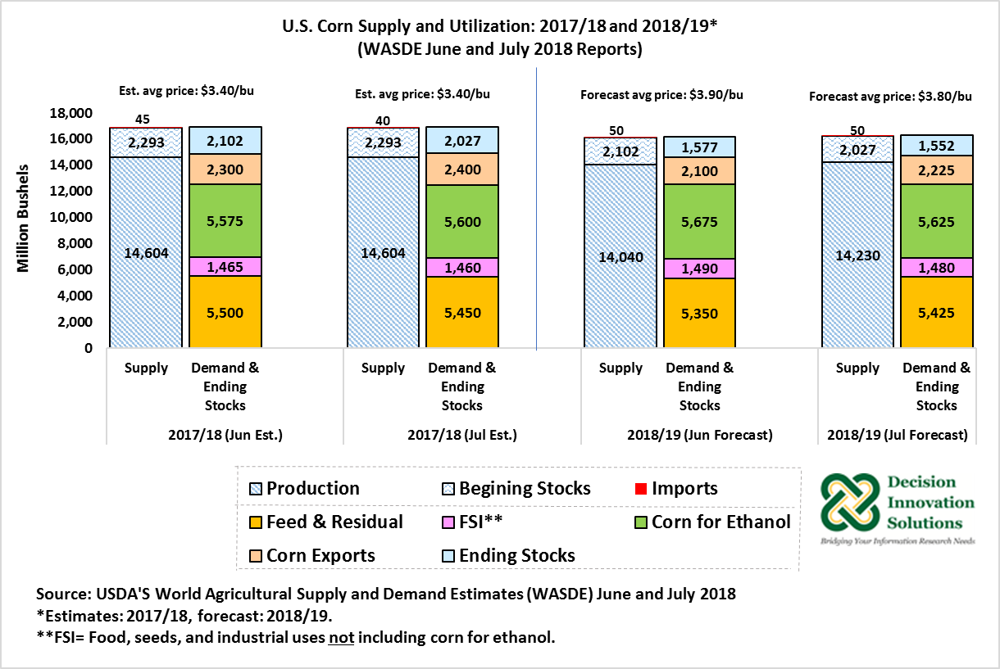 U.S. Corn Supply and Utilization: 2017/18 and 2018/19*
(WASDE June and July 2018 Reports)
Est. avg price: $3.40/bu
Est. avg price: $3.40/bu
Forecast avg price: $3.90/bu
Forecast avg price: $3.80/bu
Million Bushels
18,000
16,000
14,000
12,000
10,000
8,000
6,000
4,000
2,000
0
45
2,293
14,604
2,102
2,300
5,575
1,465
5,500
40
2,293
14,604
2,027
2,400
5,600
1,460
5,450
50
2,102
14,040
1,577
2,100
5,675
1,490
5,350
50
2,027
14,230
1,552
2,225
5,625
1,480
5,425
Supply
Demand &
Ending
Stocks
Supply
Demand &
Ending
Stocks
Supply
Demand &
Ending
Stocks
Supply
Demand &
Ending
Stocks
2017/18 (Jun Est.)
2017/18 (Jul Est.)
2018/19 (Jun Forecast)
2018/19 (Jul Forecast)
Production
Begining Stocks
Imports
Feed & Residual
FSI**
Corn for Ethanol
Corn Exports
Ending Stocks
Decision
Innovation
Solutions
Bridging Your Information Research Needs
Source: USDA'S World Agricultural Supply and Demand Estimates (WASDE) June and July 2018
*Estimates: 2017/18, forecast: 2018/19.
**FSI= Food, seeds, and industrial uses not including corn for ethanol.